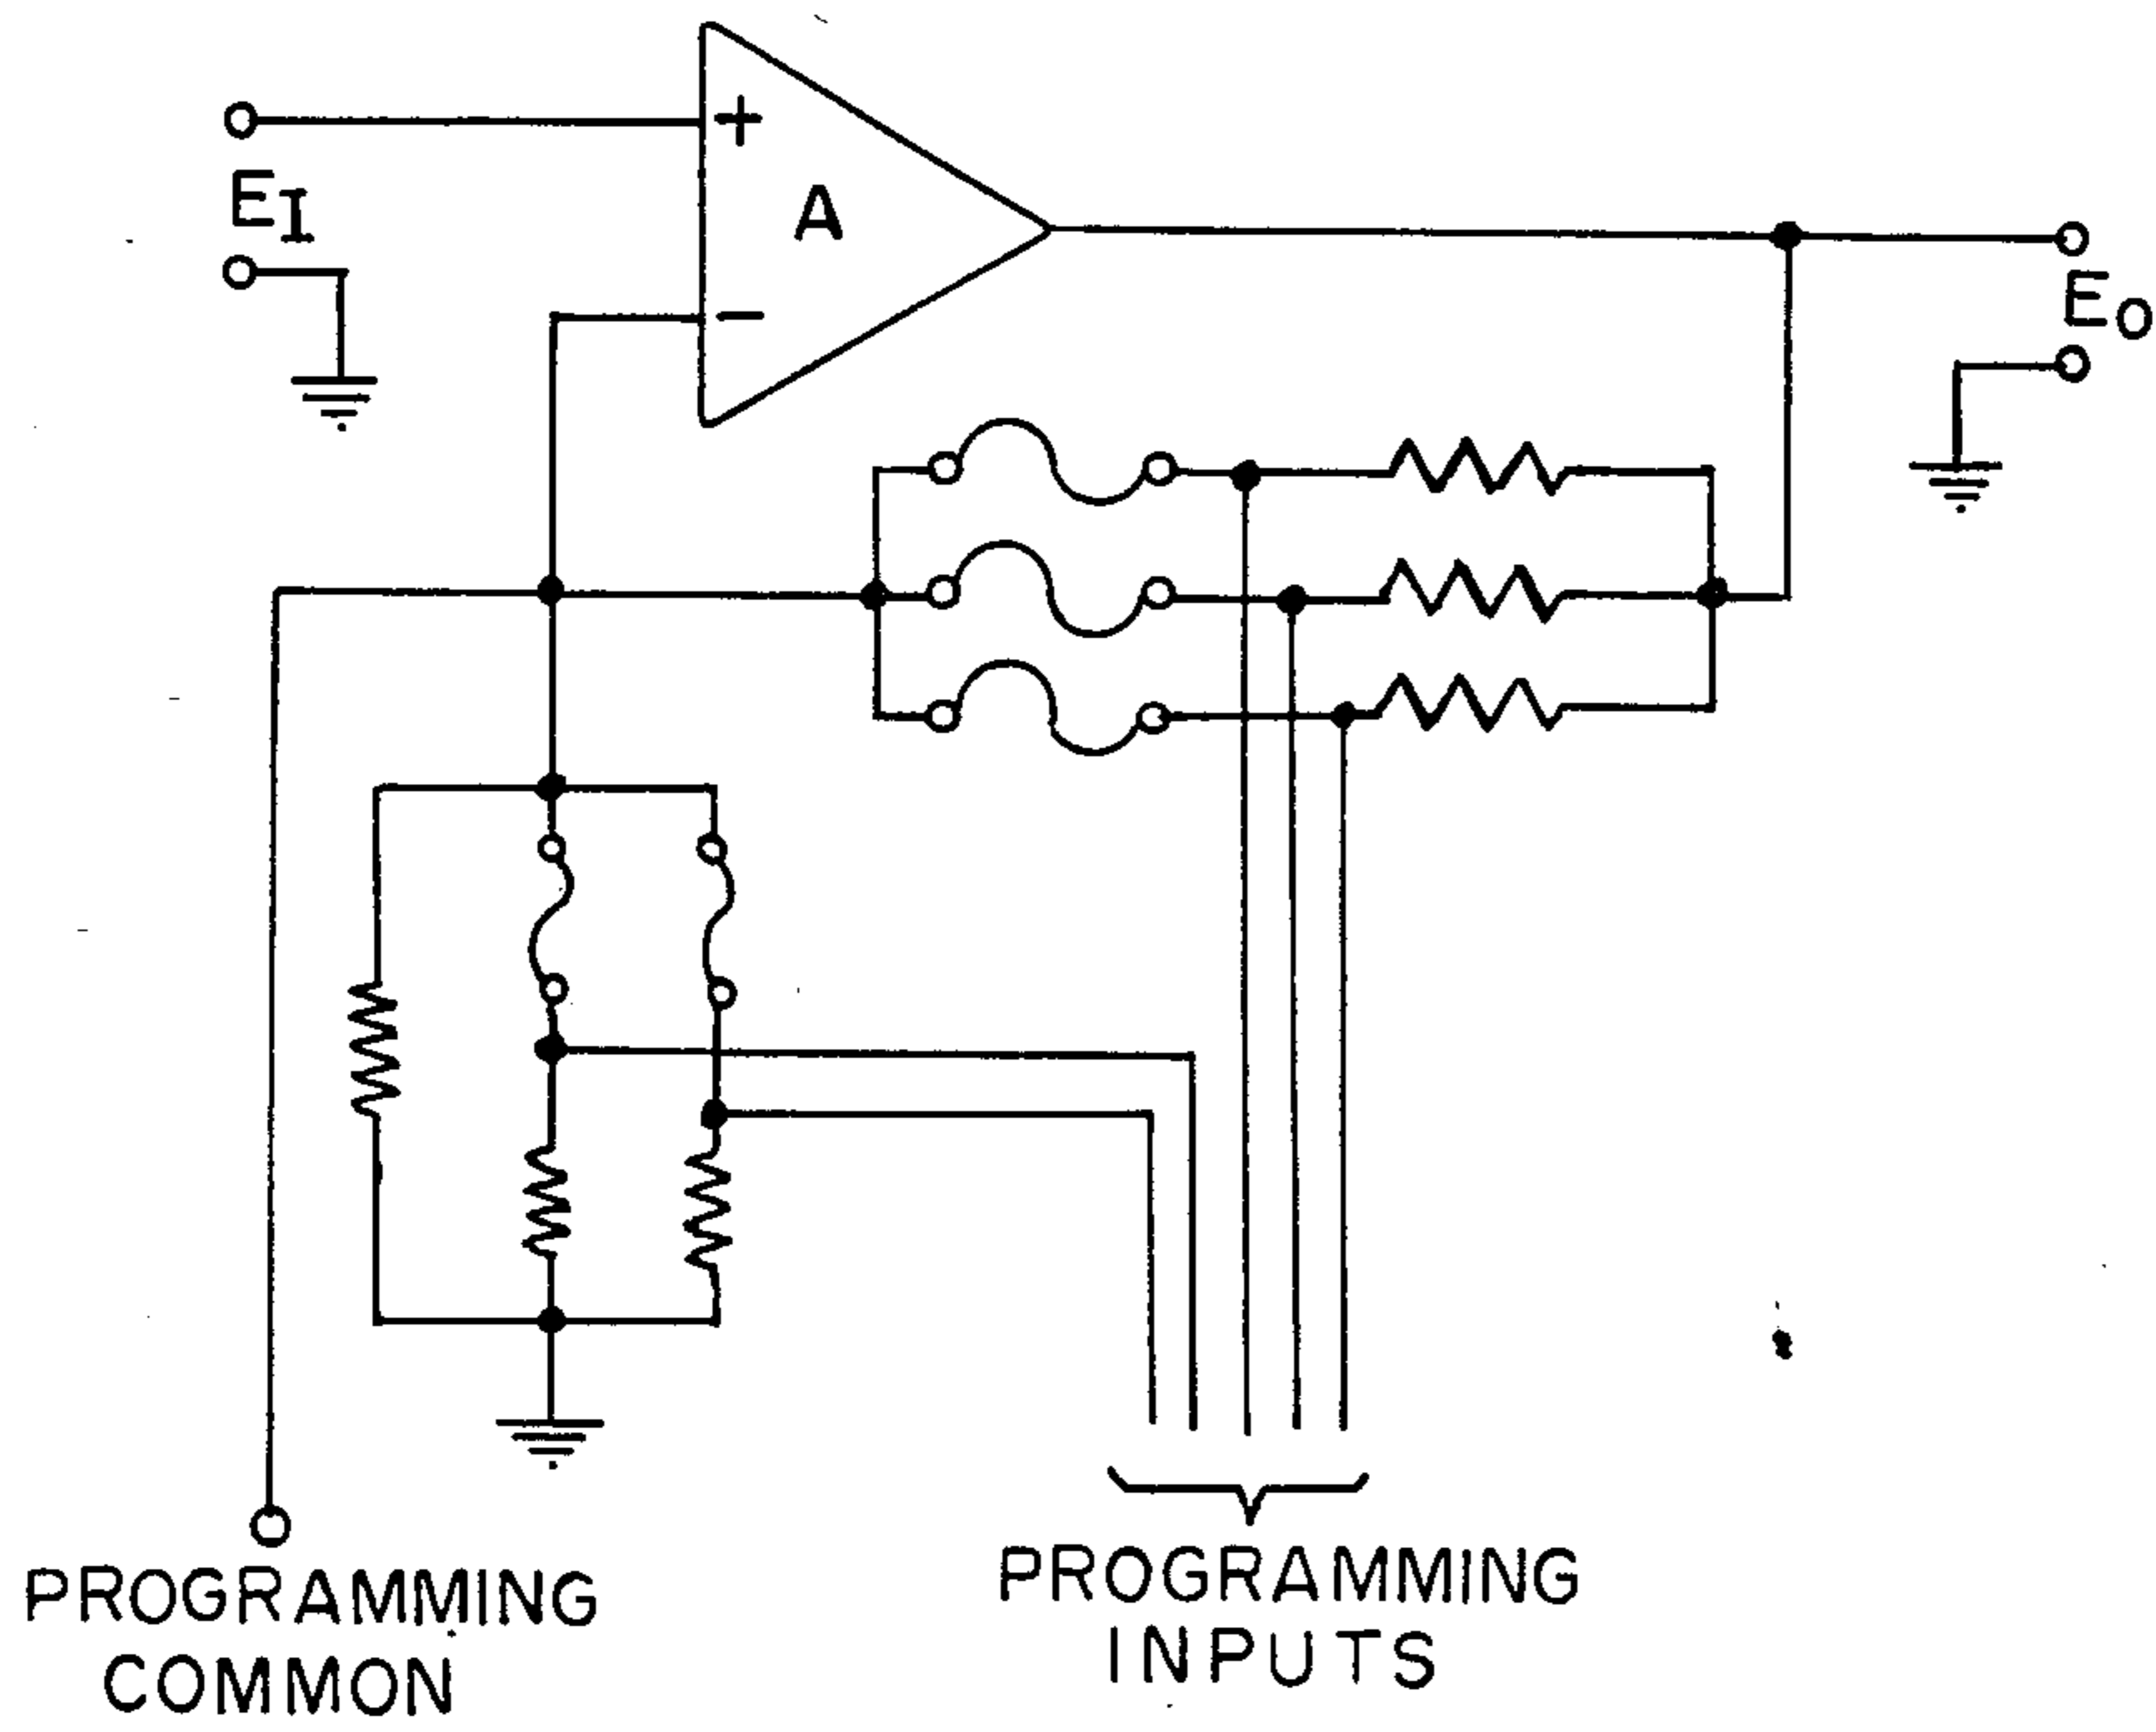 +
A
E_I
−
E_O
PROGRAMMING
COMMON
PROGRAMMING
INPUTS